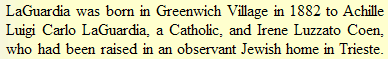 LaGuardia was born in Greenwich Village in 1882 to Achille
Luigi Carlo LaGuardia, a Catholic, and Irene Luzzato Coen,
who had been raised in an observant Jewish home in Trieste.